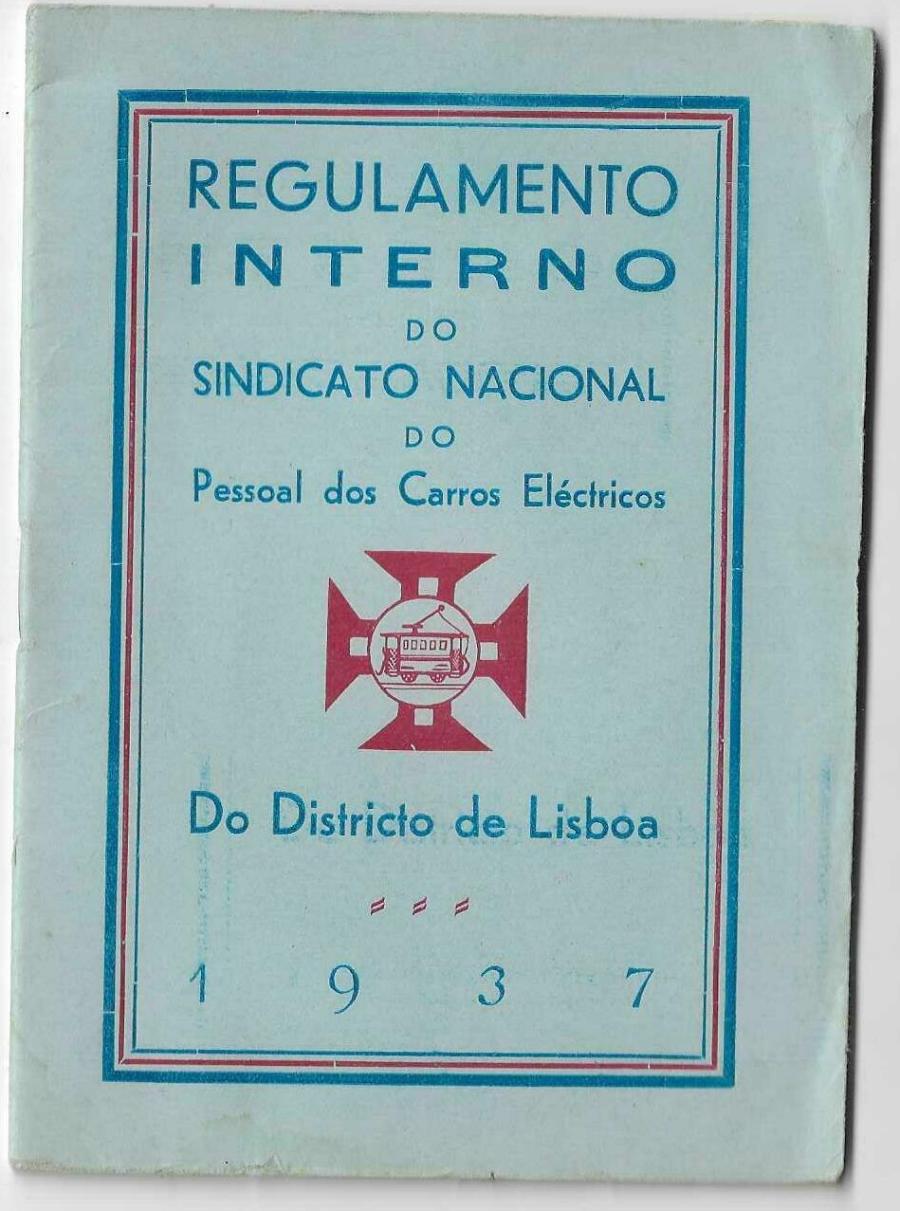 REGULAMENTO
INTERNO
DO
SINDICATO NACIONAL
DO
Pessoal dos Carros Eléctricos
Do Districto de Lisboa
1 9 3 7